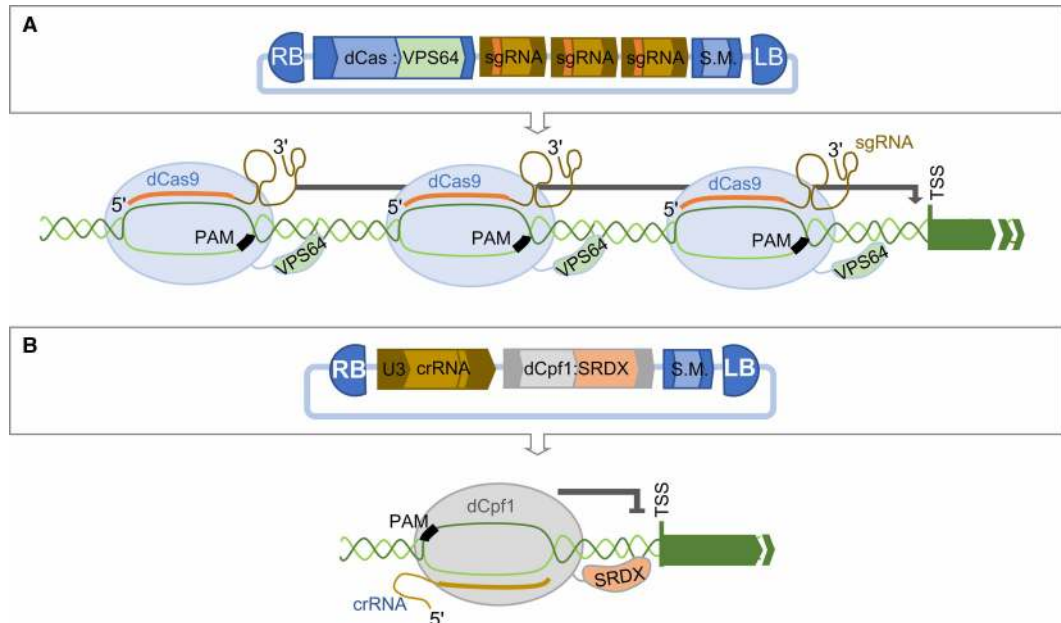 A
RB dCas : VPS64 sgRNA sgRNA sgRNA S.M. LB
3' 3' 3' sgRNA
dCas9 dCas9 dCas9 TSS
5' 5' 5'
PAM PAM PAM
VPS64 VPS64 VPS64
B
RB U3 crRNA dCpf1:SRDX S.M. LB
dCpf1 TSS
PAM
SRDX
crRNA
5'